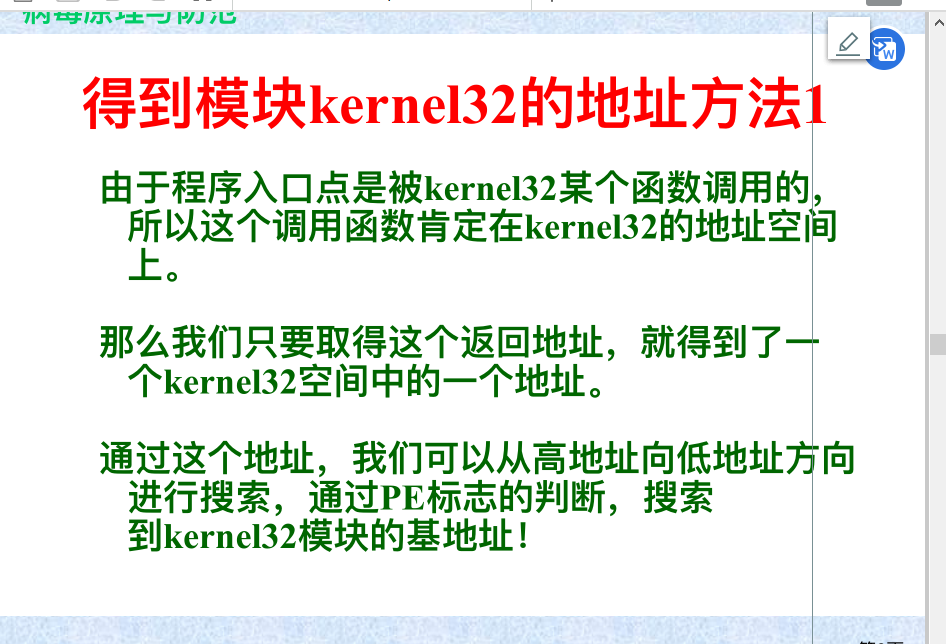 病毒原理与防范
得到模块kernel32的地址方法1
由于程序入口点是被kernel32某个函数调用的，
所以这个调用函数肯定在kernel32的地址空间
上。
那么我们只要取得这个返回地址，就得到了一
个kernel32空间中的一个地址。
通过这个地址，我们可以从高地址向低地址方向
进行搜索，通过PE标志的判断，搜索
到kernel32模块的基地址！
W